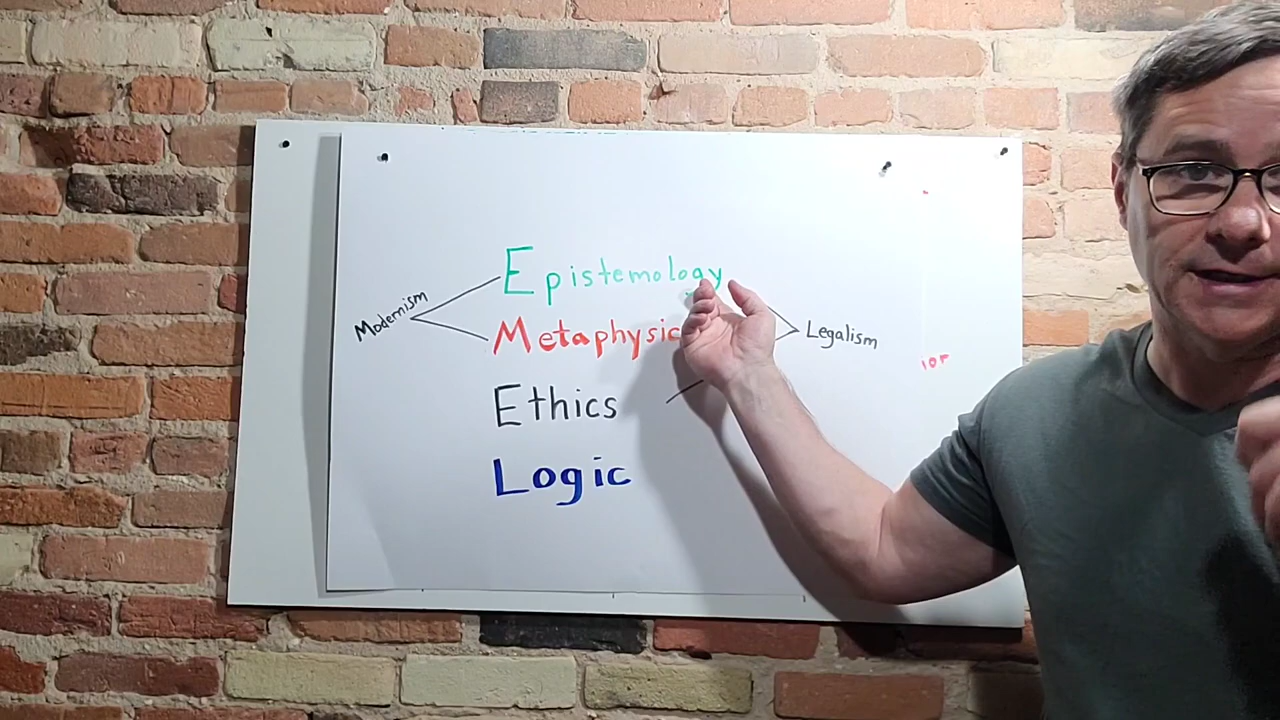 Epistemology
Modernism
Metaphysic
Legalism
Ethics
Logic